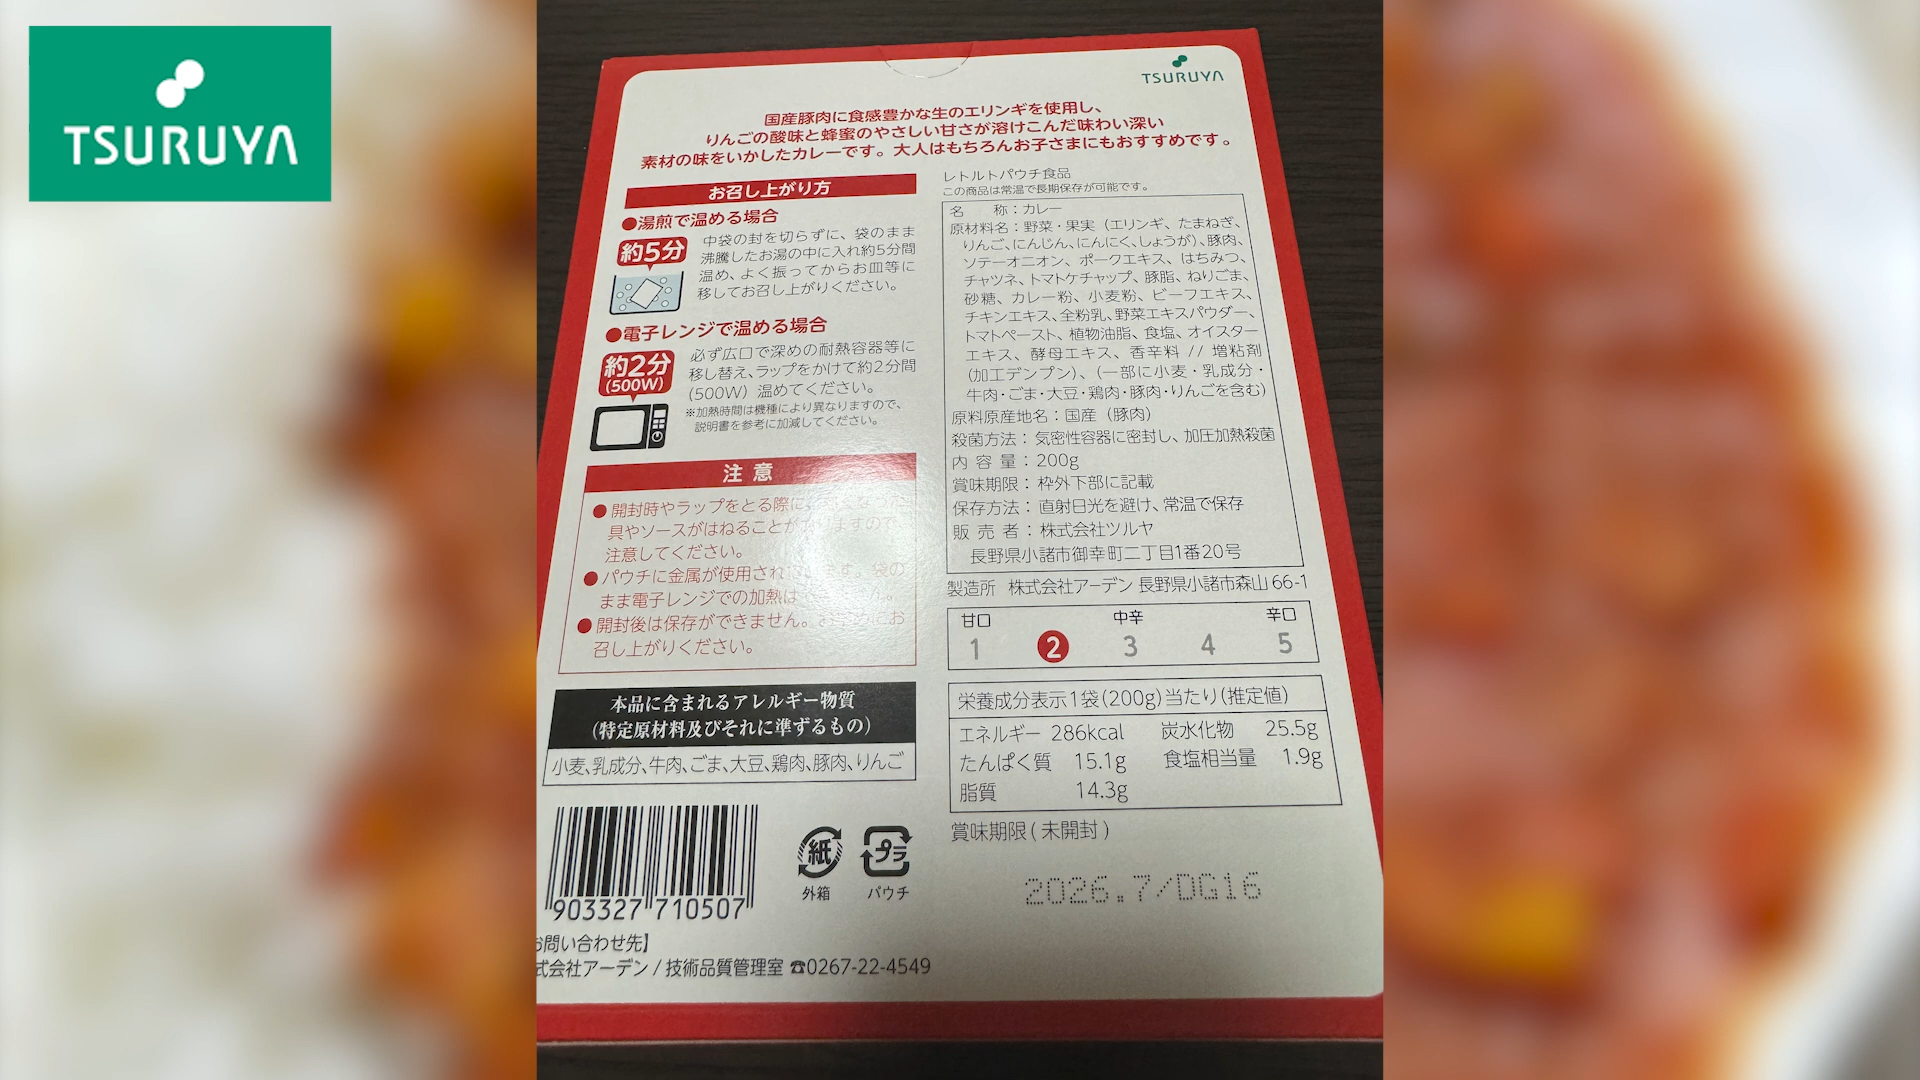 TSURUYA
TSURUYA
国産豚肉に食感豊かな生のエリンギを使用し、
りんごの酸味と蜂蜜のやさしい甘さが溶けこんだ味わい深い
素材の味をいかしたカレーです。大人はもちろんお子さまにもおすすめです。
お召し上がり方
●湯煎で温める場合
約5分
中袋の封を切らずに、袋のまま
沸騰したお湯の中に入れ約5分間
温め、よく振ってからお皿等に
移してお召し上がりください。
●電子レンジで温める場合
約2分
(500W)
必ず広口で深めの耐熱容器等に
移し替え、ラップをかけて約2分間
(500W) 温めてください。
※加熱時間は機種により異なりますので、
説明書を参考に加減してください。
注意
●開封時やラップをとる際に
具やソースがはねることがありますので
注意してください。
●パウチに金属が使用され ます。袋の
まま電子レンジでの加熱は
●開封後は保存ができません。 お
召し上がりください。
本品に含まれるアレルギー物質
(特定原材料及びそれに準ずるもの)
小麦、乳成分、牛肉、ごま、大豆、鶏肉、豚肉、りんご
903327 710507
紙
外箱
プラ
パウチ
お問い合わせ先】
式会社アーデン / 技術品質管理室 ☎0267-22-4549
レトルトパウチ食品
この商品は常温で長期保存が可能です。
名 称:カレー
原材料名:野菜・果実(エリンギ、たまねぎ、
りんご、にんじん、にんにく、しょうが)、豚肉、
ソテーオニオン、ポークエキス、はちみつ、
チャツネ、トマトケチャップ、豚脂、ねりごま、
砂糖、カレー粉、小麦粉、ビーフエキス、
チキンエキス、全粉乳、野菜エキスパウダー、
トマトペースト、植物油脂、食塩、オイスター
エキス、酵母エキス、香辛料 // 増粘剤
(加工デンプン)、(一部に小麦・乳成分・
牛肉・ごま・大豆・鶏肉・豚肉・りんごを含む)
原料原産地名:国産(豚肉)
殺菌方法:気密性容器に密封し、加圧加熱殺菌
内容量:200g
賞味期限:枠外下部に記載
保存方法:直射日光を避け、常温で保存
販売者:株式会社ツルヤ
長野県小諸市御幸町二丁目1番20号
製造所 株式会社アーデン 長野県小諸市森山66-1
甘口 中辛 辛口
1 2 3 4 5
栄養成分表示1袋(200g)当たり(推定値)
エネルギー 286kcal 炭水化物 25.5g
たんぱく質 15.1g 食塩相当量 1.9g
脂質 14.3g
賞味期限(未開封)
2026.7/DG16